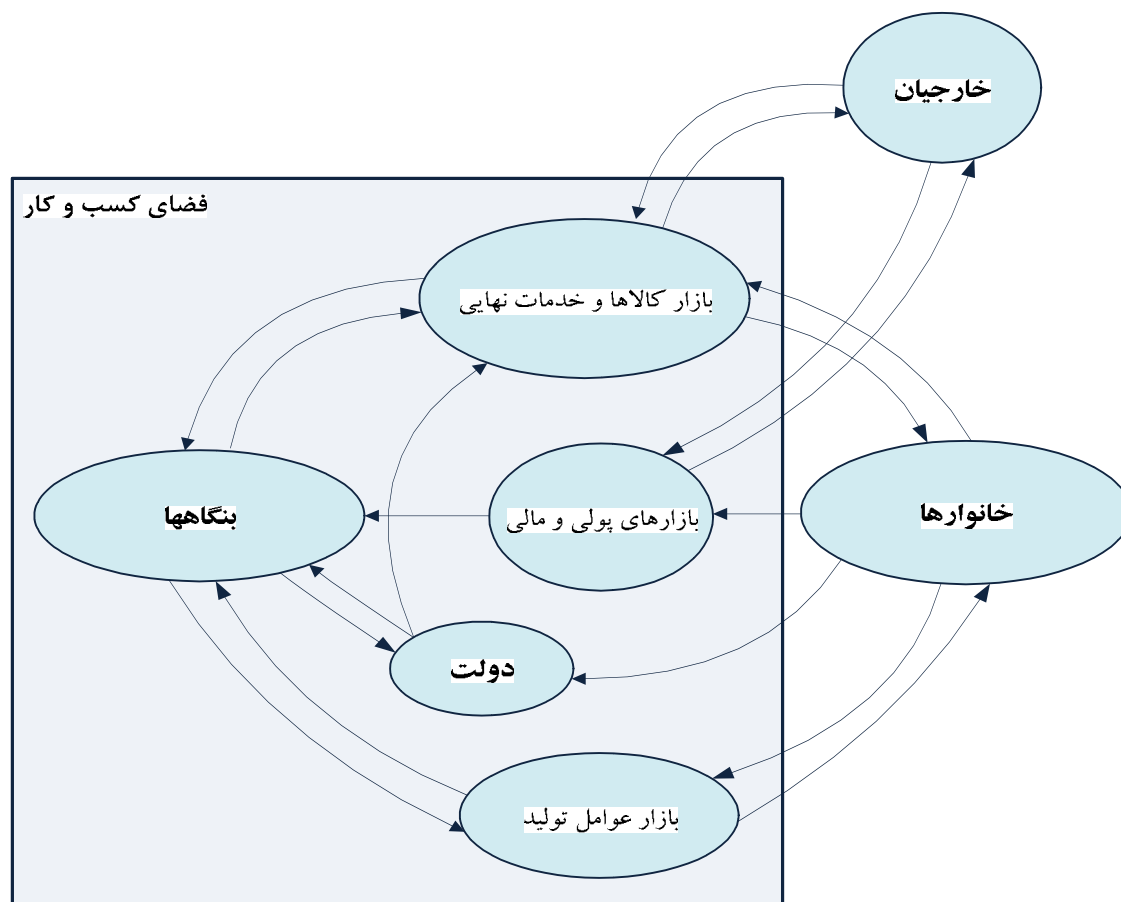 خارجیان
فضای کسب و کار
بازار کالاها و خدمات نهایی
بنگاهها
بازارهای پولی و مالی
خانوارها
دولت
بازار عوامل تولید